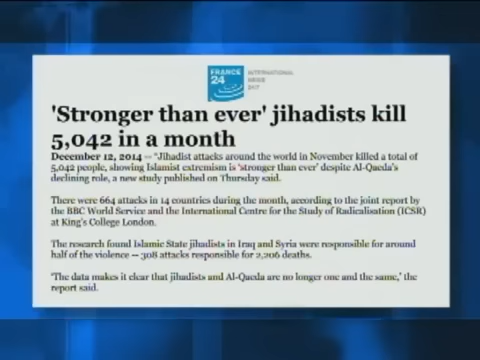 FRANCE
24
INTERNATIONAL
NEWS
24/7
'Stronger than ever' jihadists kill
5,042 in a month
December 12, 2014 -- "Jihadist attacks around the world in November killed a total of
5,042 people, showing Islamist extremism is 'stronger than ever' despite Al-Qaeda's
declining role, a new study published on Thursday said.
There were 664 attacks in 14 countries during the month, according to the joint report by
the BBC World Service and the International Centre for the Study of Radicalisation (ICSR)
at King's College London.
The research found Islamic State jihadists in Iraq and Syria were responsible for around
half of the violence -- 308 attacks responsible for 2,206 deaths.
'The data makes it clear that jihadists and Al-Qaeda are no longer one and the same,' the
report said.